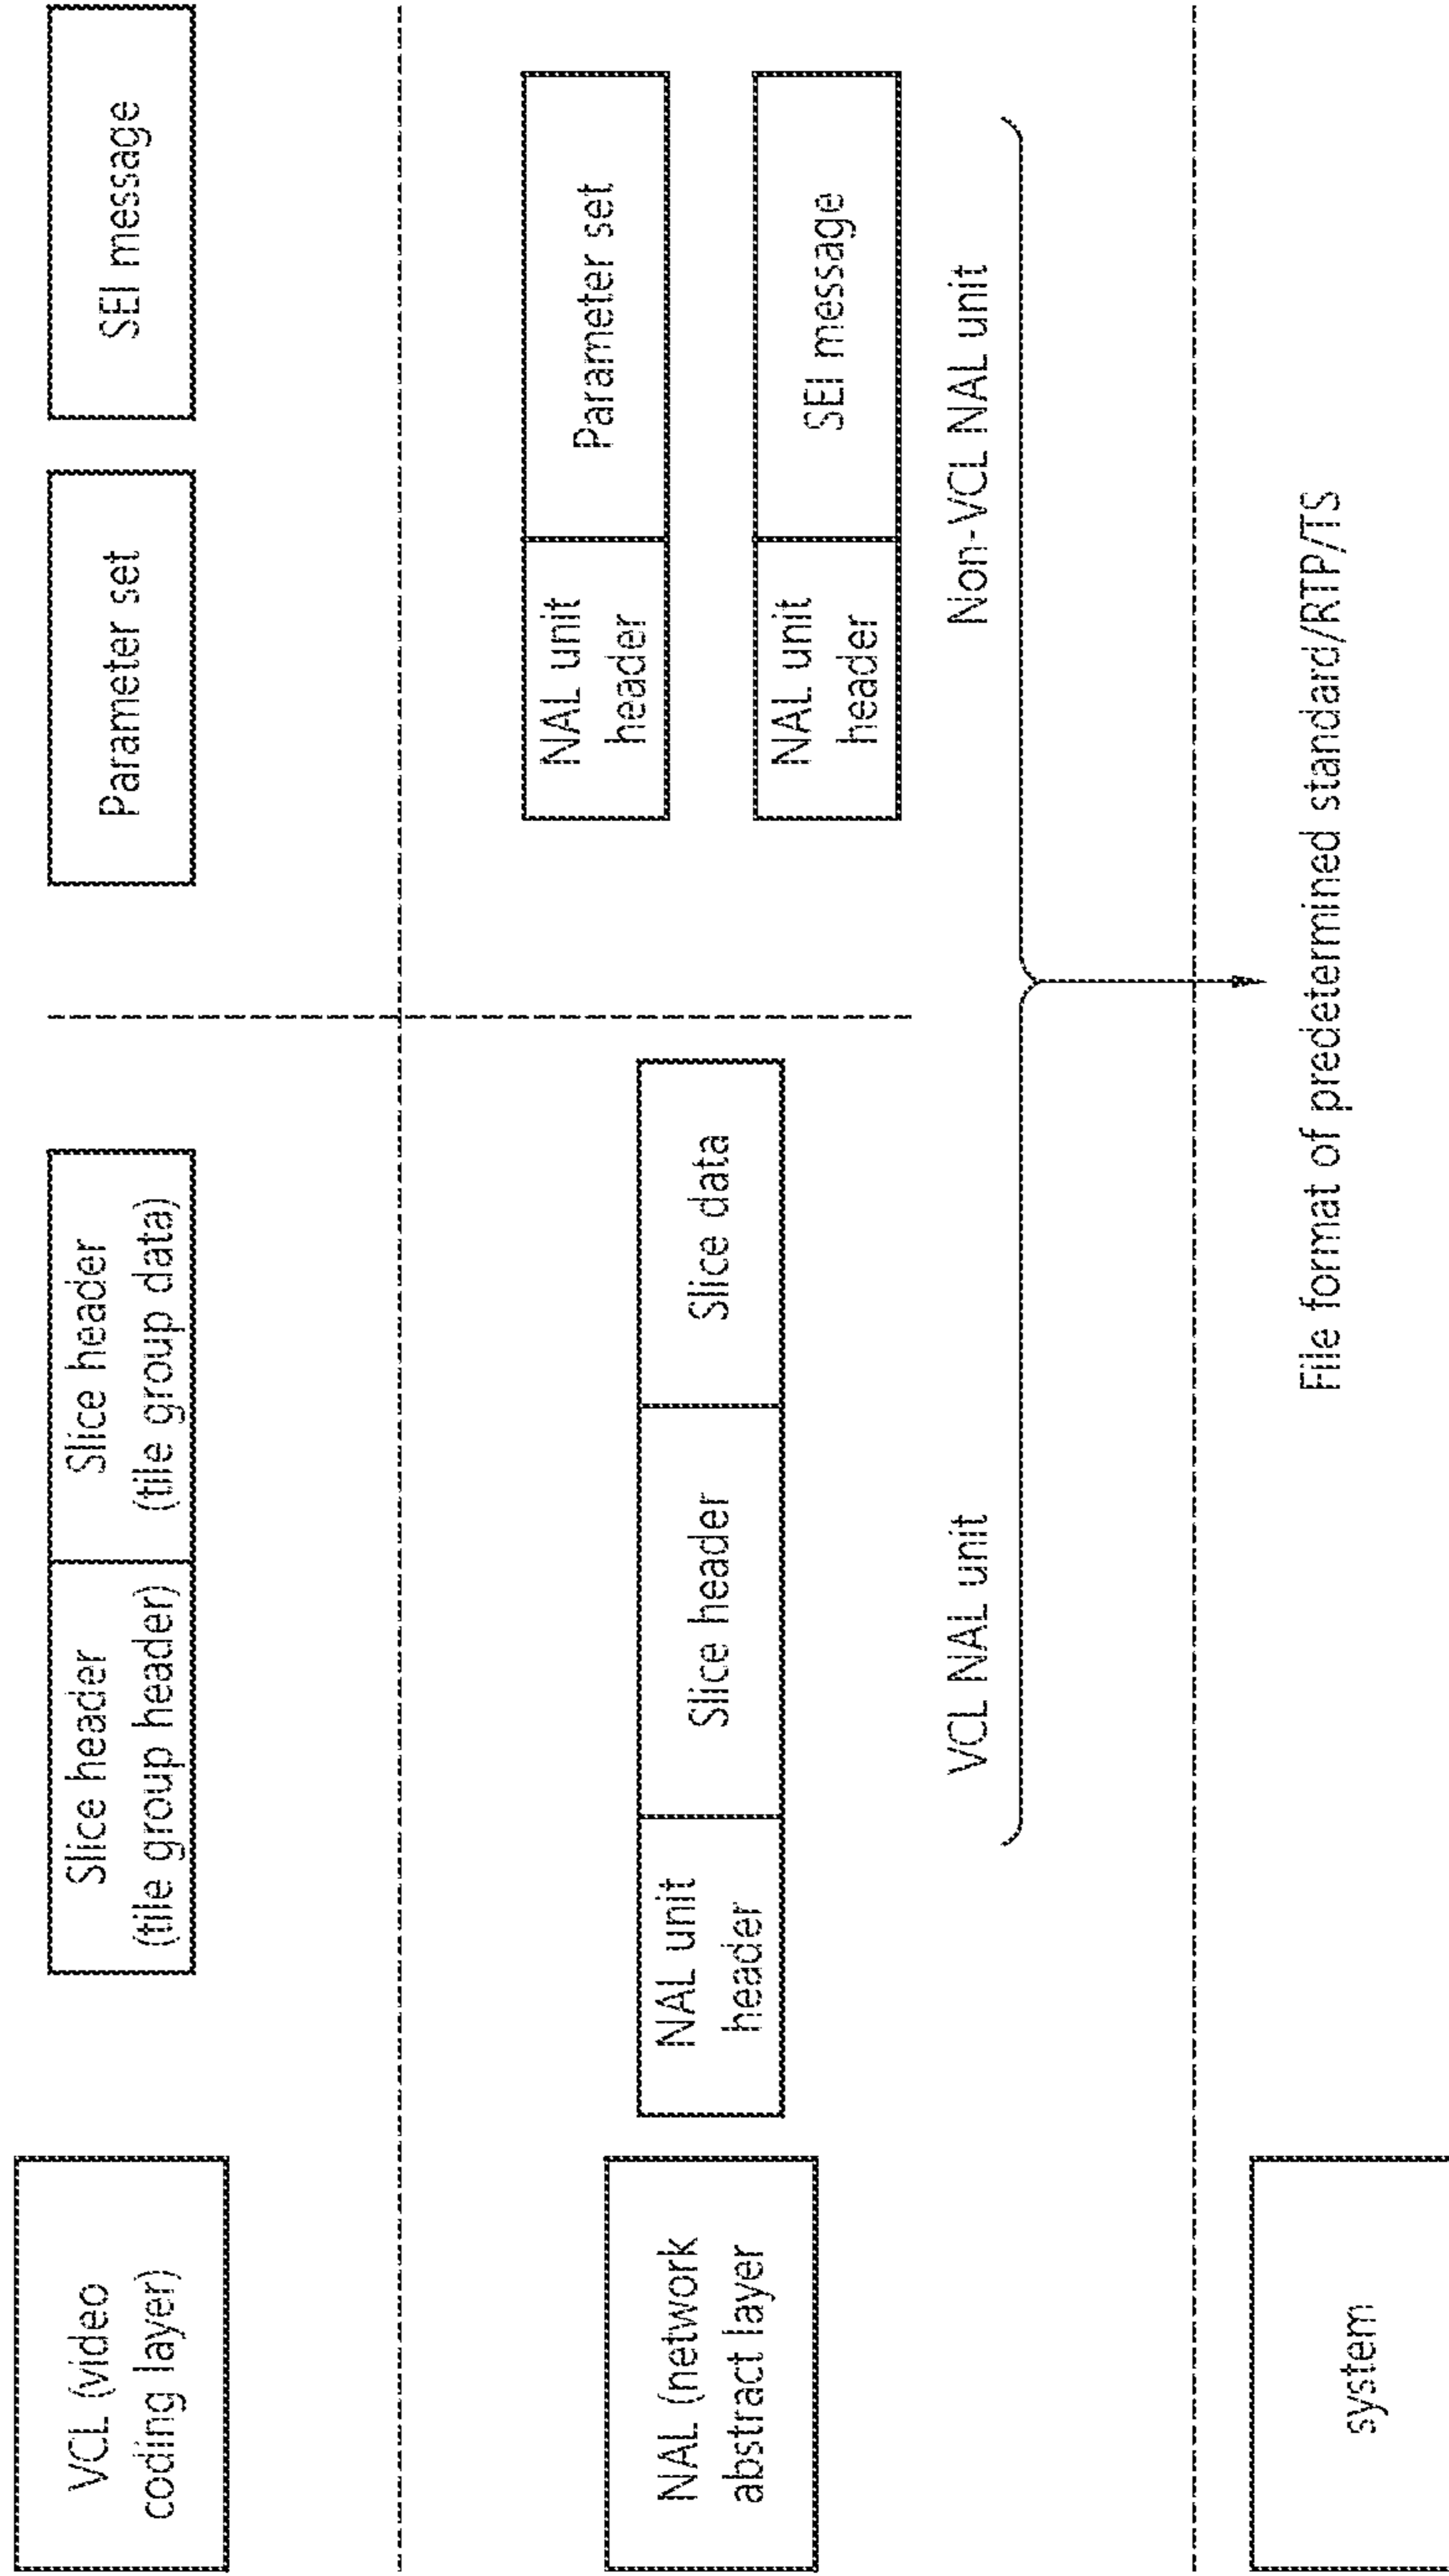 VCL (video
coding layer)
Slice header
(tile group header)
Slice header
(tile group data)
Parameter set
SEI message
NAL (network
abstract layer
NAL unit
header
Slice header
Slice data
NAL unit
header
Parameter set
NAL unit
header
SEI message
VCL NAL unit
Non-VCL NAL unit
system
File format of predetermined standard/RTP/TS